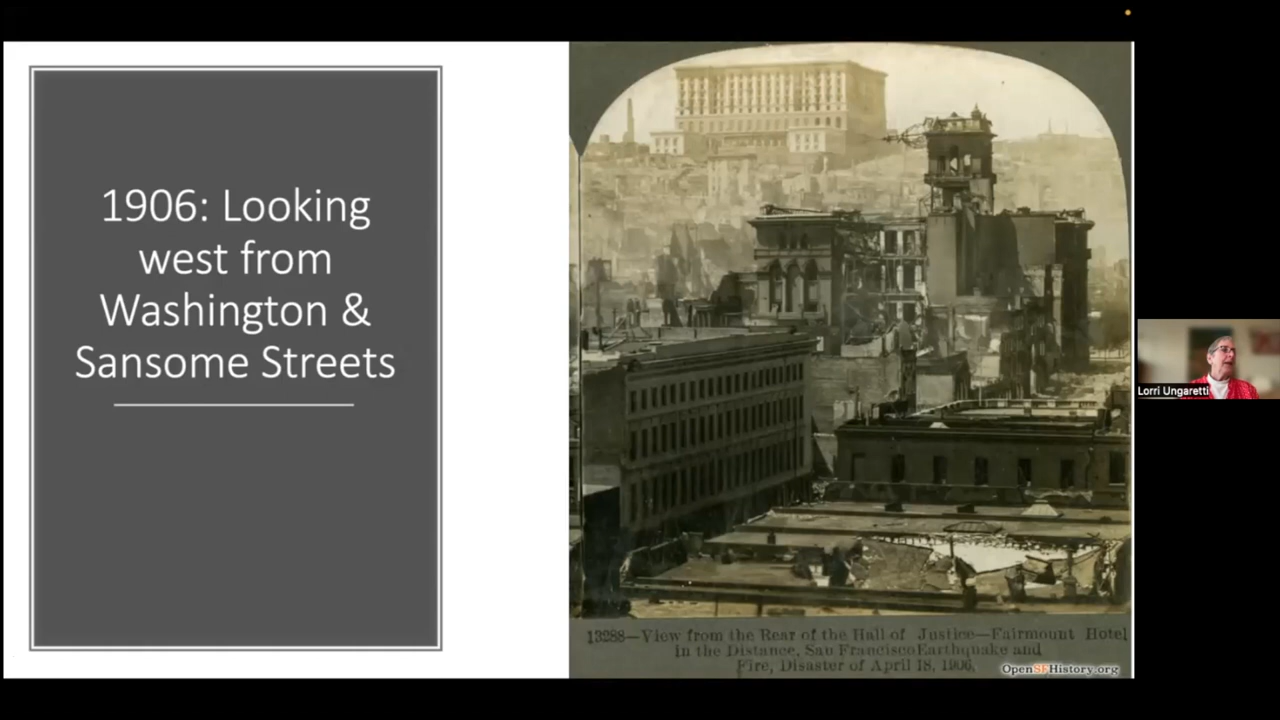 1906: Looking
west from
Washington &
Sansome Streets
13288—View from the Rear of the Hall of Justice—Fairmount Hotel
in the Distance, San Francisco Earthquake and
Fire, Disaster of April 18, 1906.
OpenSFHistory.org
Lorri Ungaretti